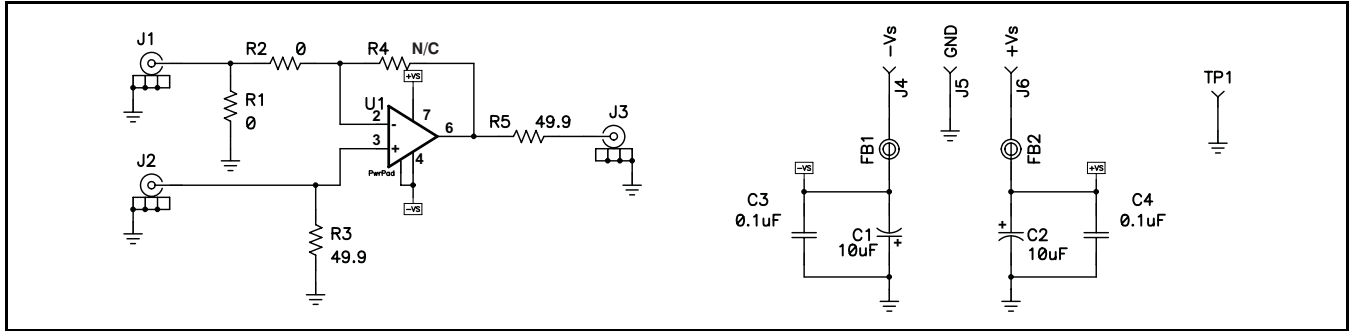 J1
R2 0
R4 N/C
+VS
R1
0
U1
2
-
7
6
3
+
4
PwrPad
-VS
R5 49.9
J3
J2
R3
49.9
-Vs
J4
GND
J5
+Vs
J6
TP1
FB1
FB2
-VS
+VS
C3
0.1uF
C1
10uF
+
+
C2
10uF
C4
0.1uF